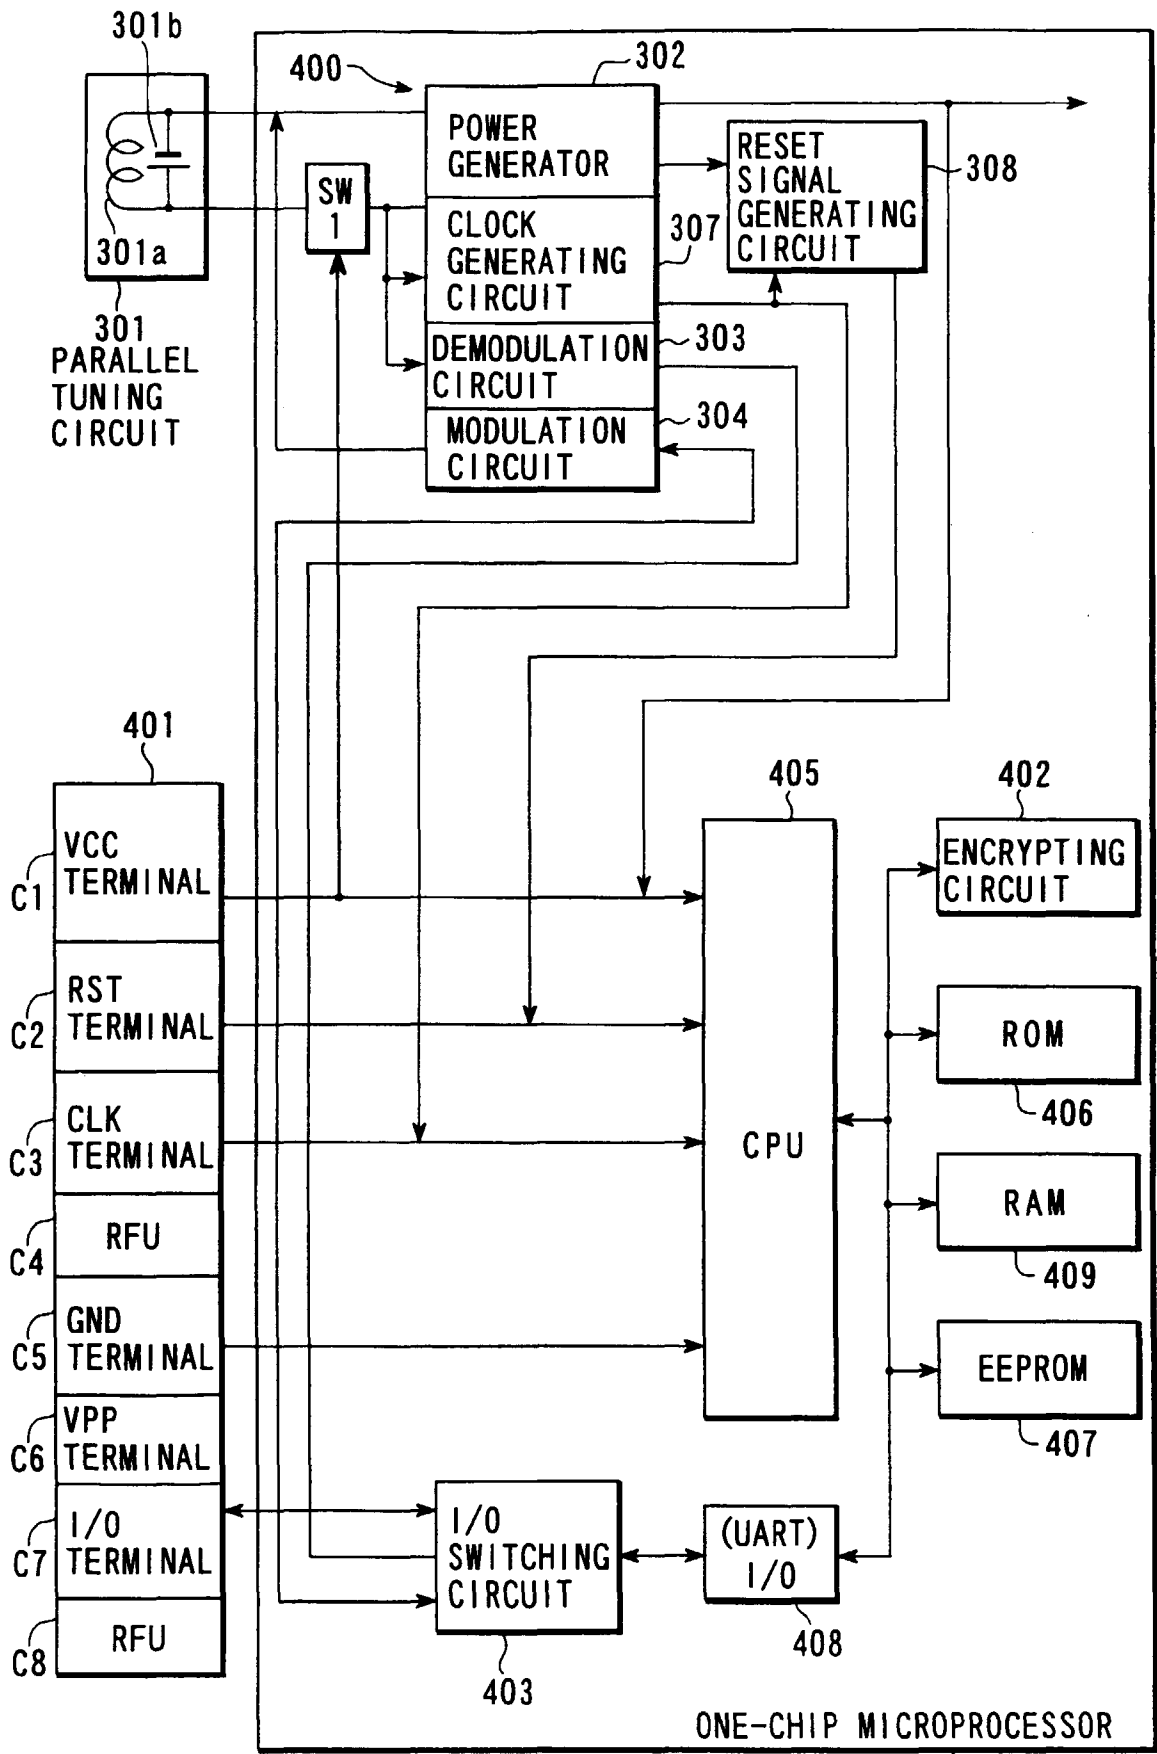 301b
301a
301
PARALLEL
TUNING
CIRCUIT
400
302
POWER
GENERATOR
SW
1
CLOCK
GENERATING
CIRCUIT
307
RESET
SIGNAL
GENERATING
CIRCUIT
308
DEMODULATION
CIRCUIT
303
MODULATION
CIRCUIT
304
401
VCC
TERMINAL
C1
RST
TERMINAL
C2
CLK
TERMINAL
C3
RFU
C4
GND
TERMINAL
C5
VPP
TERMINAL
C6
I/O
TERMINAL
C7
RFU
C8
405
CPU
402
ENCRYPTING
CIRCUIT
ROM
406
RAM
409
EEPROM
407
I/O
SWITCHING
CIRCUIT
403
(UART)
I/O
408
ONE-CHIP MICROPROCESSOR